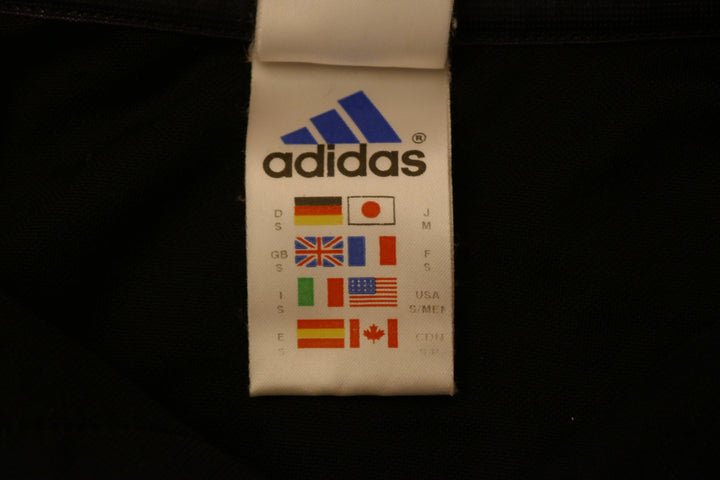 adidas®
D J
S M
GB F
S S
I USA
S S/MEN
E CDN
S S/P